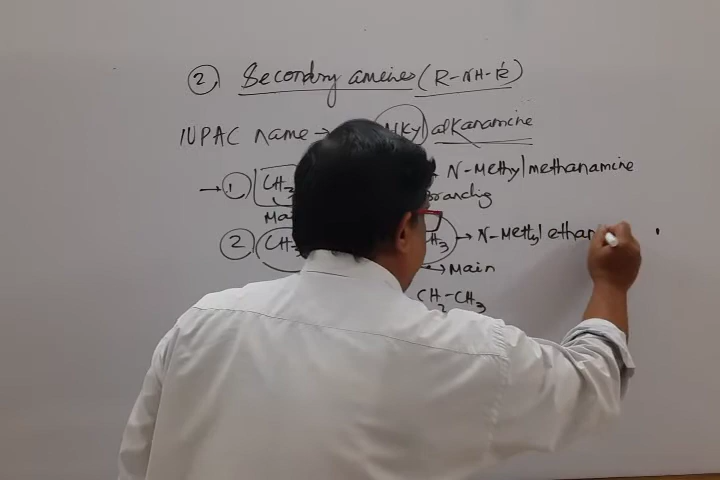 2 Secondary amines (R-NH-R')
IUPAC name → Alkyl alkanamine
→ 1 CH3 → N-Methyl methanamine
Branching
Mai
2 CH3 H3 → N-Methyl ethan
→ Main
CH2-CH3